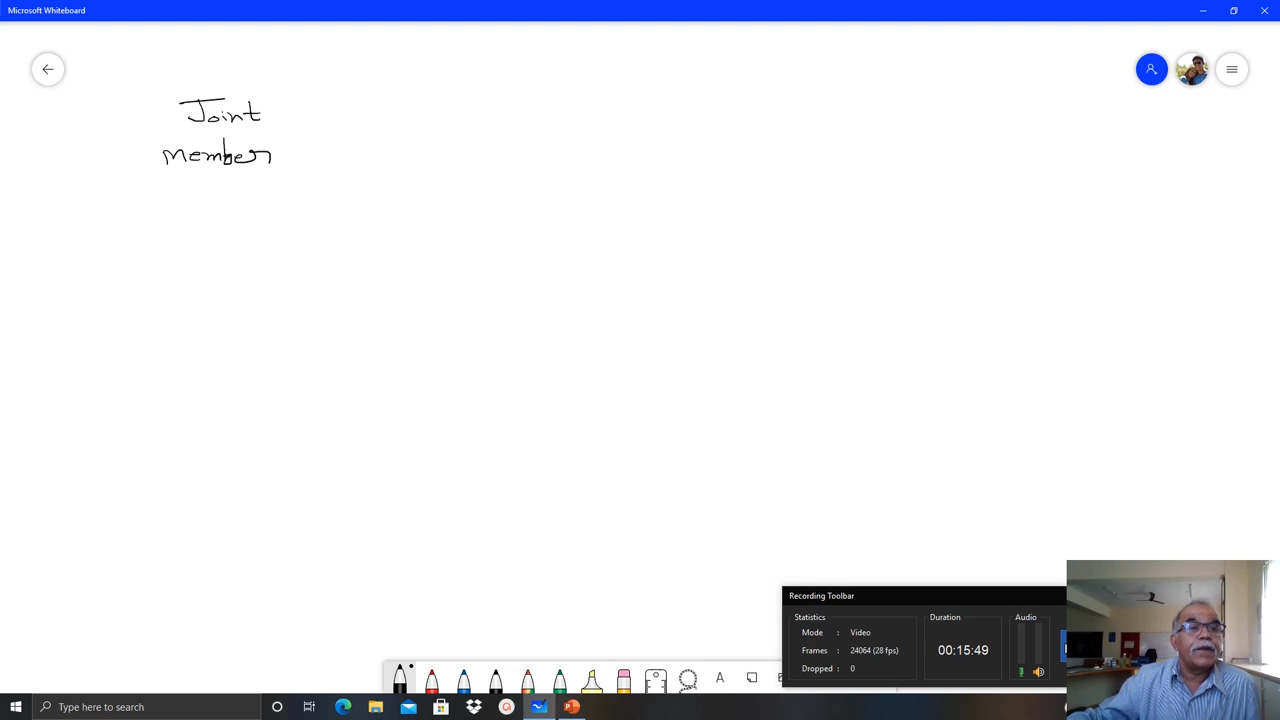 Microsoft Whiteboard
Joint
member
Recording Toolbar
Statistics
Duration
Audio
Mode : Video
Frames : 24064 (28 fps)
00:15:49
Dropped : 0
A
Type here to search